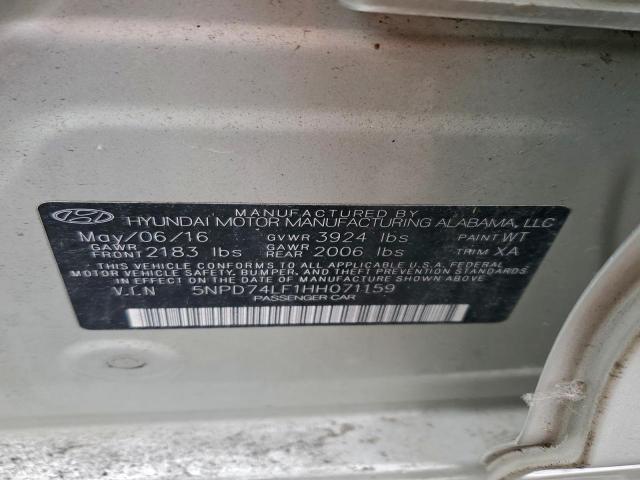 MANUFACTURED BY
HYUNDAI MOTOR MANUFACTURING ALABAMA, LLC
May/06/16 GVWR 3924 lbs PAINT WT
GAWR FRONT 2183 lbs GAWR REAR 2006 lbs TRIM XA
THIS VEHICLE CONFORMS TO ALL APPLICABLE U.S.A. FEDERAL
MOTOR VEHICLE SAFETY, BUMPER, AND THEFT PREVENTION STANDARDS
IN EFFECT ON THE DATE OF MANUFACTURE SHOWN ABOVE
V.I.N 5NPD74LF1HH071159
PASSENGER CAR